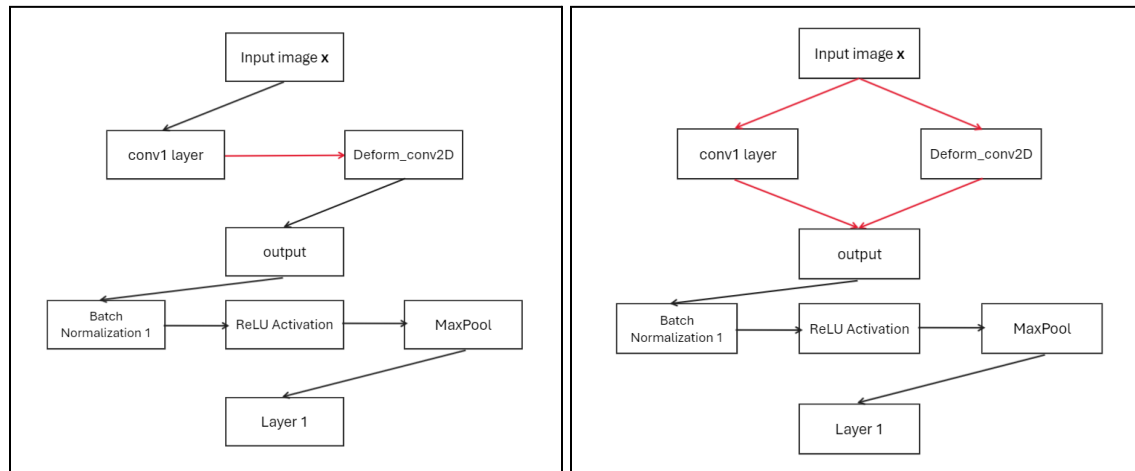 Input image x
conv1 layer
Deform_conv2D
output
Batch
Normalization 1
ReLU Activation
MaxPool
Layer 1
Input image x
conv1 layer
Deform_conv2D
output
Batch
Normalization 1
ReLU Activation
MaxPool
Layer 1